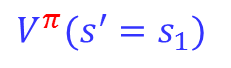 V^π(s′ = s₁)